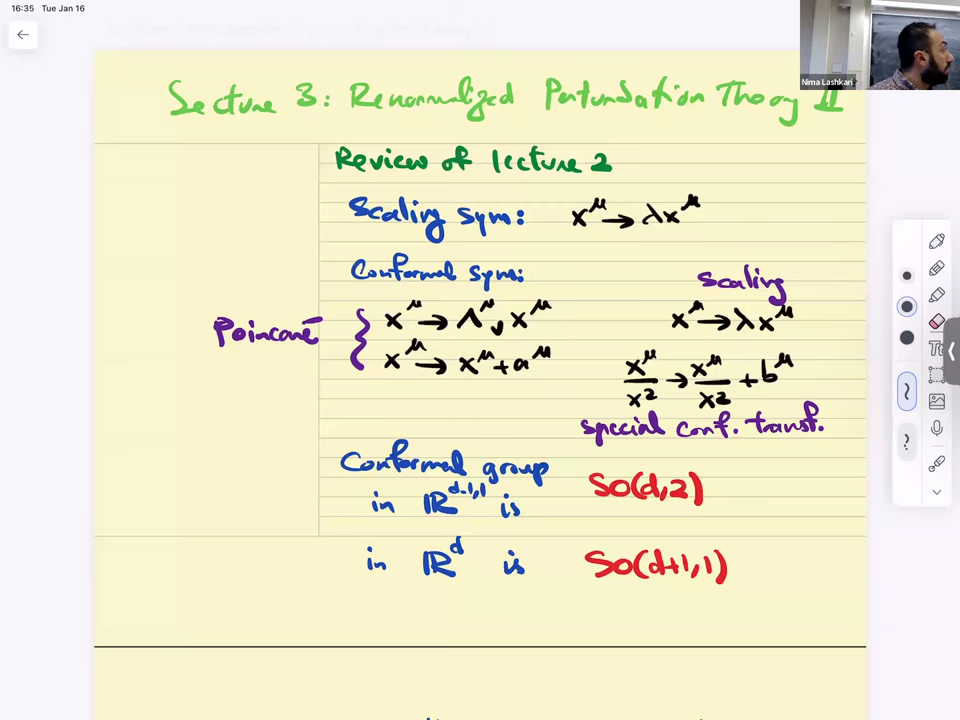 16:35 Tue Jan 16
Nima Lashkari
Lecture 3: Renormalized Perturbation Theory II
Review of lecture 2
Scaling sym: x^μ → λx^μ
Conformal sym:
scaling
Poincaré { x^μ → Λ^μ_ν x^μ
x^μ → x^μ + a^μ
x^μ → λx^μ
x^μ/x² → x^μ/x² + b^μ
special conf. transf.
Conformal group
in ℝ^{d-1,1} is SO(d,2)
in ℝ^d is SO(d+1,1)